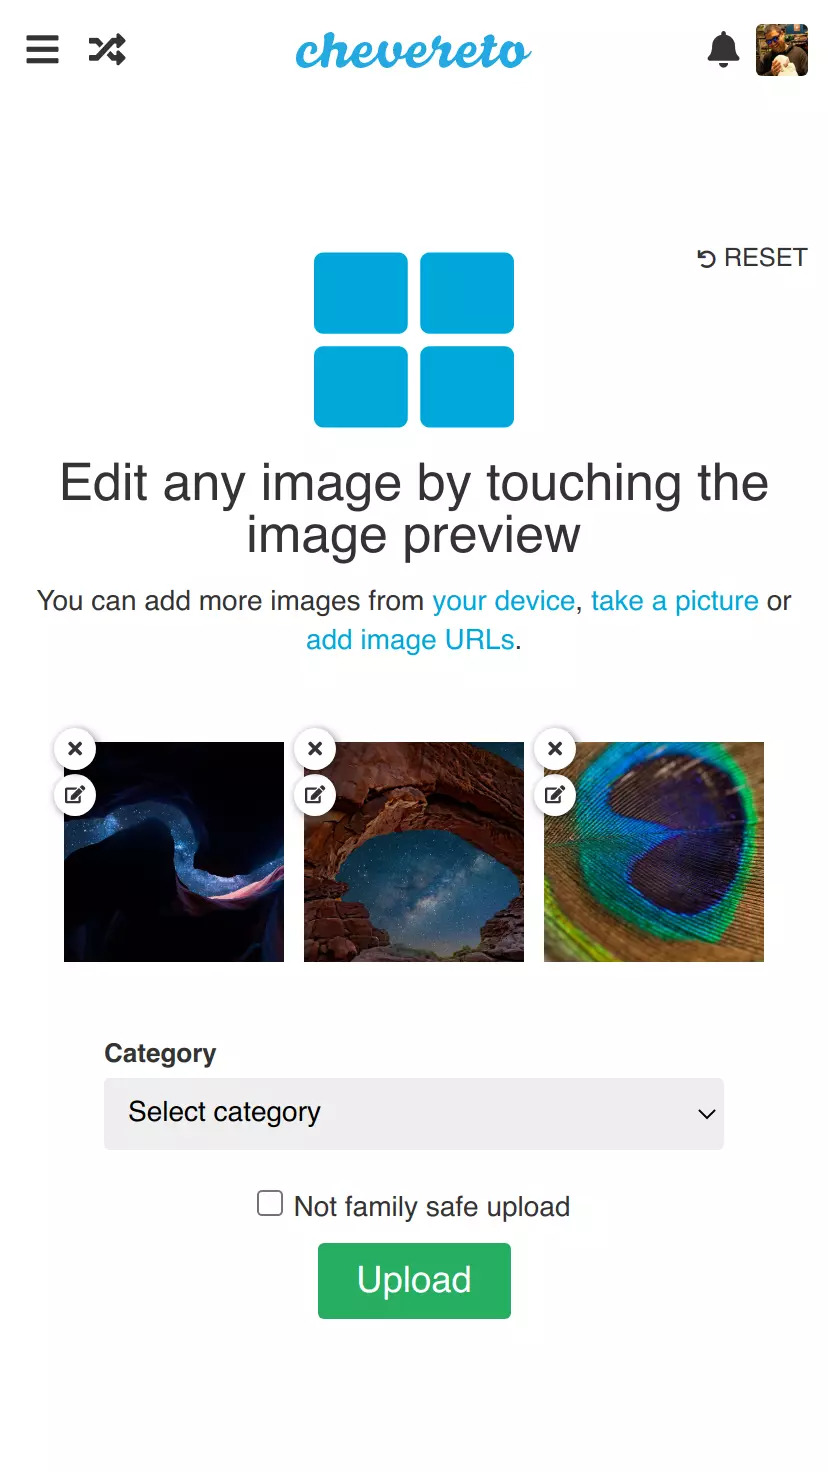 chevereto
RESET
Edit any image by touching the
image preview
You can add more images from your device, take a picture or
add image URLs.
Category
Select category
Not family safe upload
Upload